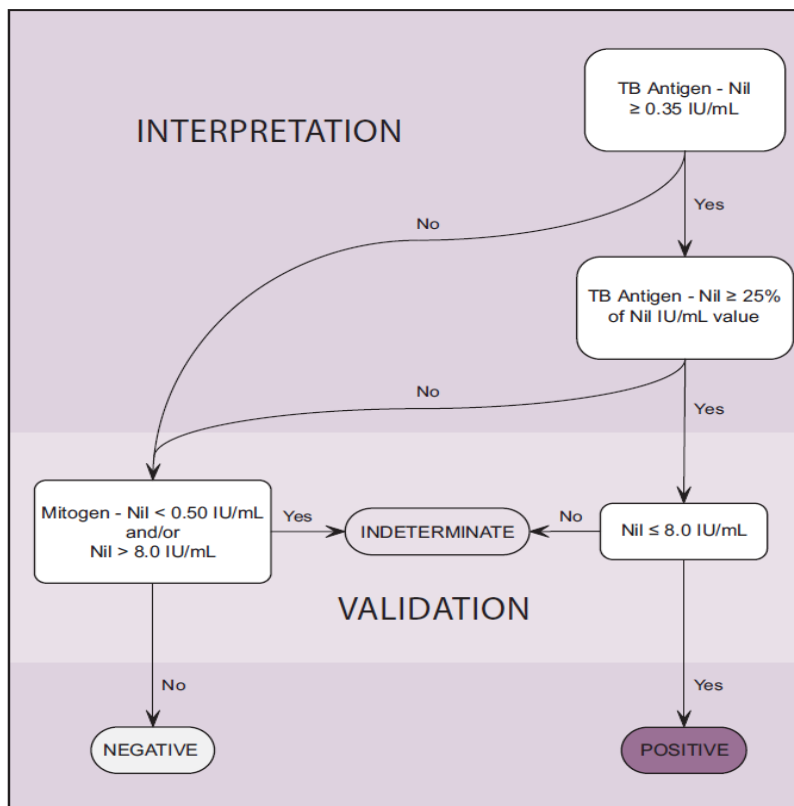 TB Antigen - Nil
≥ 0.35 IU/mL
INTERPRETATION
No
Yes
TB Antigen - Nil ≥ 25%
of Nil IU/mL value
No
Yes
Mitogen - Nil < 0.50 IU/mL
and/or
Nil > 8.0 IU/mL
Yes
INDETERMINATE
No
Nil ≤ 8.0 IU/mL
VALIDATION
No
Yes
NEGATIVE
POSITIVE